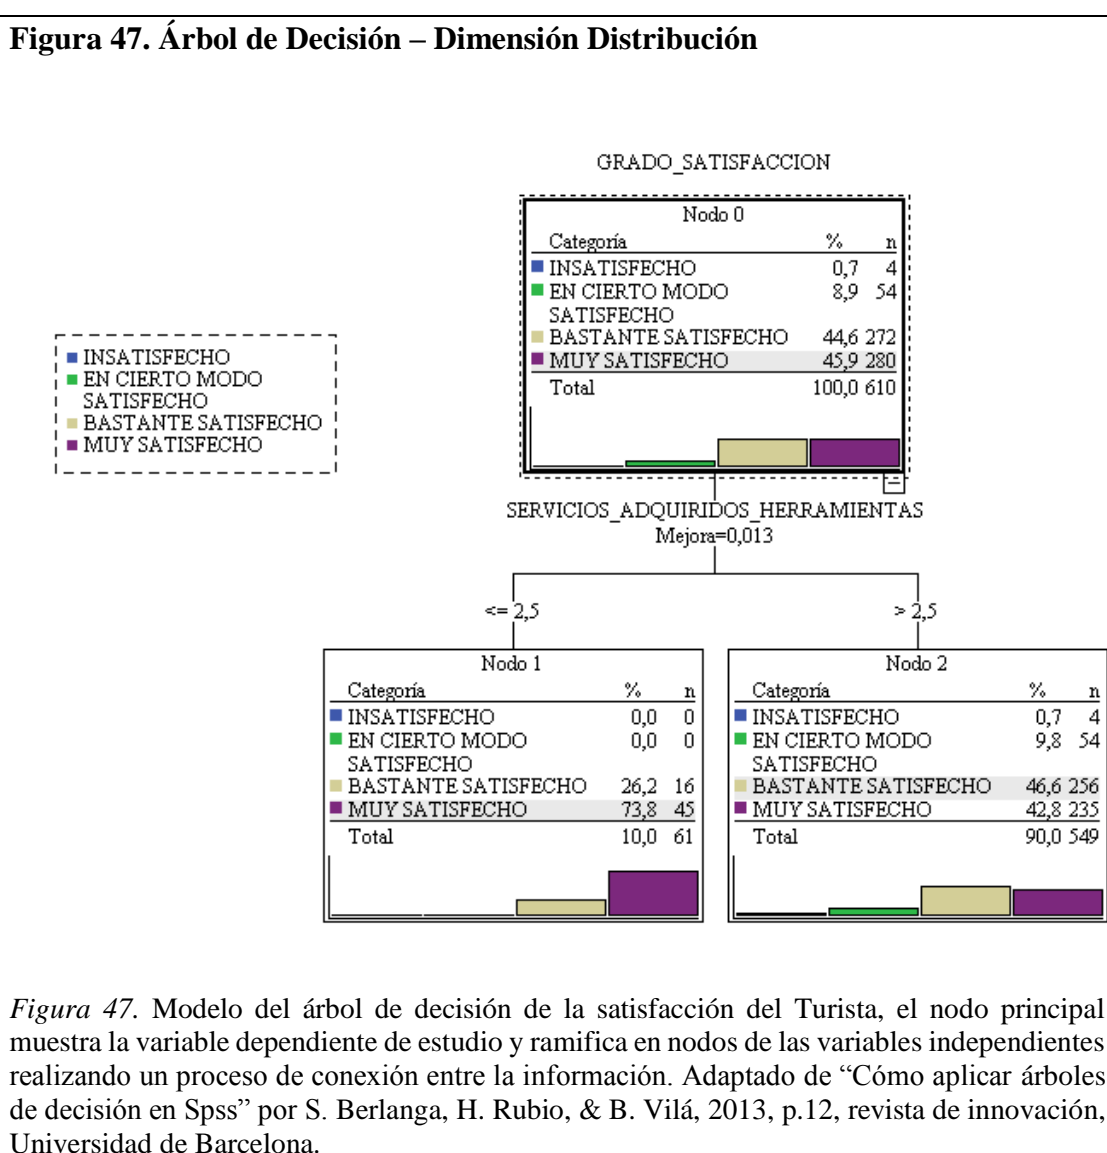 Figura 47. Árbol de Decisión – Dimensión Distribución
GRADO_SATISFACCION
Nodo 0
Categoría % n
INSATISFECHO 0,7 4
EN CIERTO MODO 8,9 54
SATISFECHO
BASTANTE SATISFECHO 44,6 272
MUY SATISFECHO 45,9 280
Total 100,0 610
INSATISFECHO
EN CIERTO MODO
SATISFECHO
BASTANTE SATISFECHO
MUY SATISFECHO
SERVICIOS_ADQUIRIDOS_HERRAMIENTAS
Mejora=0,013
<= 2,5
> 2,5
Nodo 1
Categoría % n
INSATISFECHO 0,0 0
EN CIERTO MODO 0,0 0
SATISFECHO
BASTANTE SATISFECHO 26,2 16
MUY SATISFECHO 73,8 45
Total 10,0 61
Nodo 2
Categoría % n
INSATISFECHO 0,7 4
EN CIERTO MODO 9,8 54
SATISFECHO
BASTANTE SATISFECHO 46,6 256
MUY SATISFECHO 42,8 235
Total 90,0 549
Figura 47. Modelo del árbol de decisión de la satisfacción del Turista, el nodo principal
muestra la variable dependiente de estudio y ramifica en nodos de las variables independientes
realizando un proceso de conexión entre la información. Adaptado de “Cómo aplicar árboles
de decisión en Spss” por S. Berlanga, H. Rubio, & B. Vilá, 2013, p.12, revista de innovación,
Universidad de Barcelona.